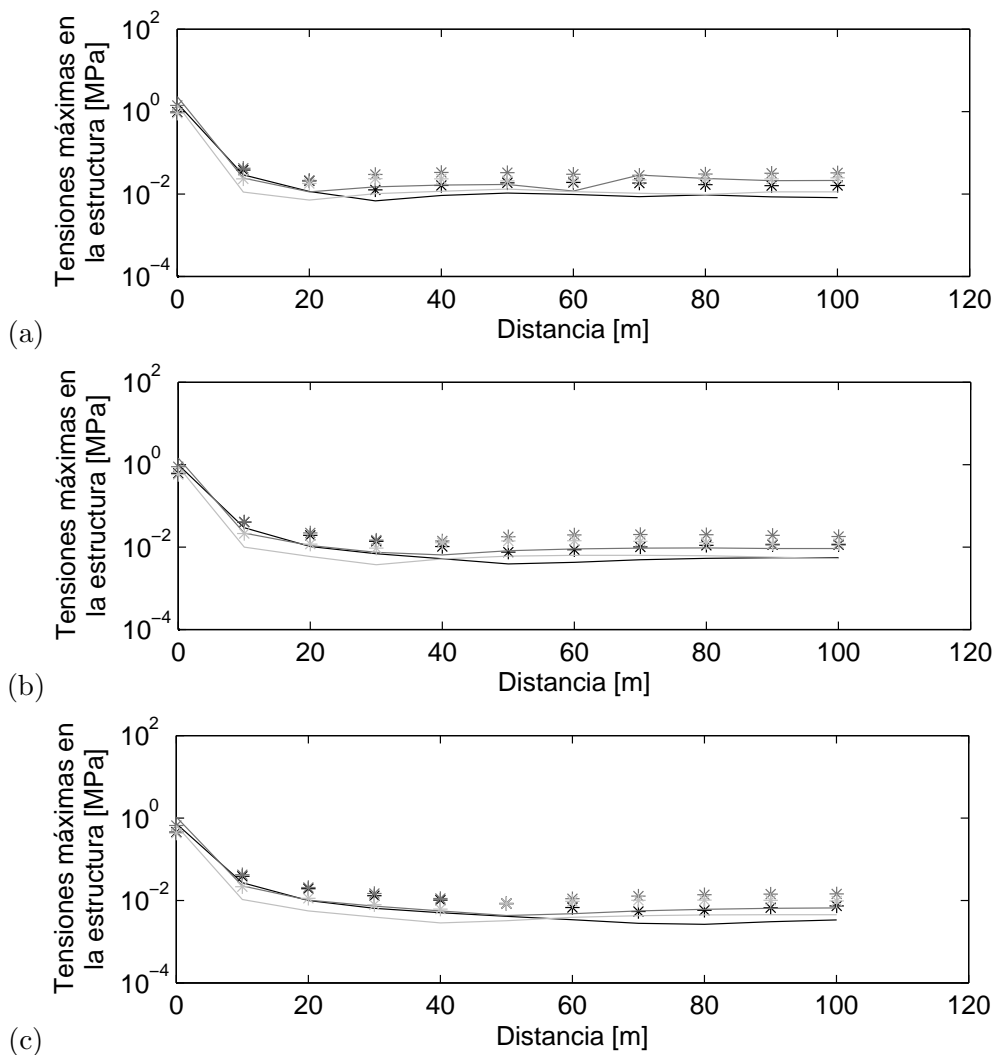 Tensiones máximas en
la estructura [MPa]
10^2
10^0
10^−2
10^−4
0 20 40 60 80 100 120
Distancia [m]
(a)
Tensiones máximas en
la estructura [MPa]
10^2
10^0
10^−2
10^−4
0 20 40 60 80 100 120
Distancia [m]
(b)
Tensiones máximas en
la estructura [MPa]
10^2
10^0
10^−2
10^−4
0 20 40 60 80 100 120
Distancia [m]
(c)